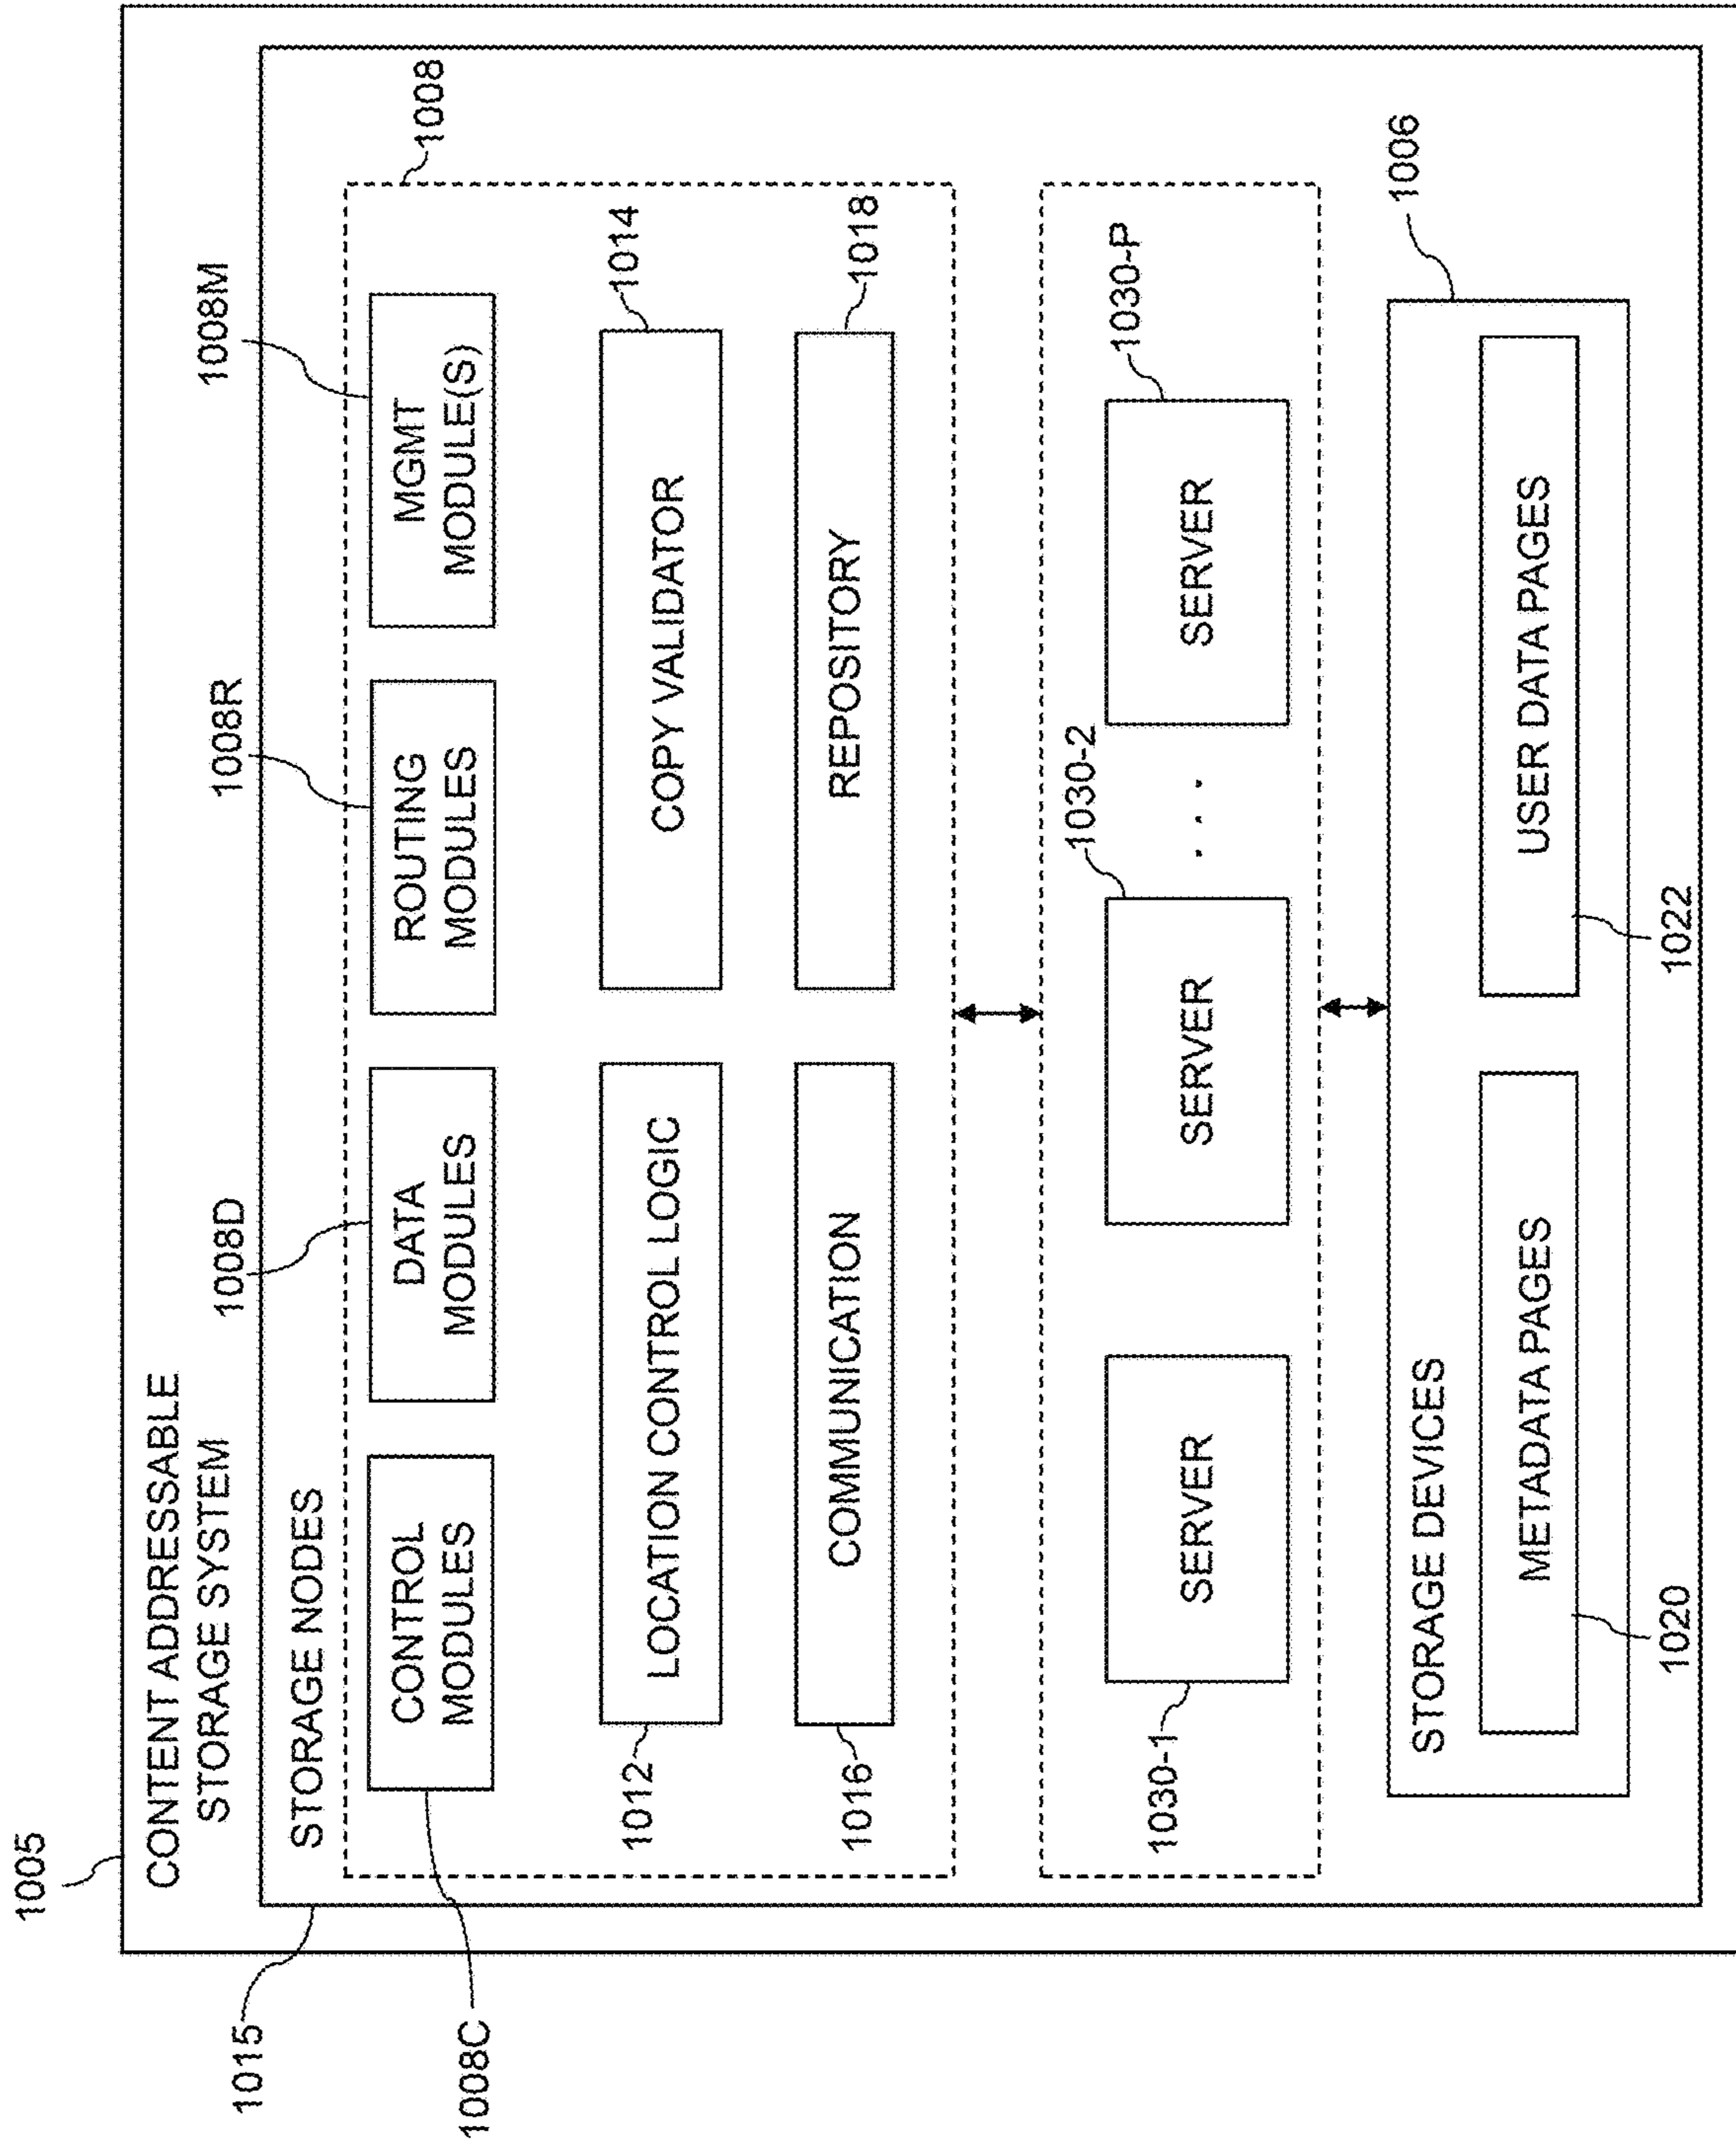 1005
CONTENT ADDRESSABLE
STORAGE SYSTEM
1015
STORAGE NODES
1008D
1008R
1008M
1008
1008C
CONTROL
MODULES
DATA
MODULES
ROUTING
MODULES
MGMT
MODULE(S)
1012
LOCATION CONTROL LOGIC
COPY VALIDATOR
1014
1016
COMMUNICATION
REPOSITORY
1018
1030-1
SERVER
1030-2
SERVER
. . .
1030-P
SERVER
STORAGE DEVICES
1006
METADATA PAGES
USER DATA PAGES
1020
1022